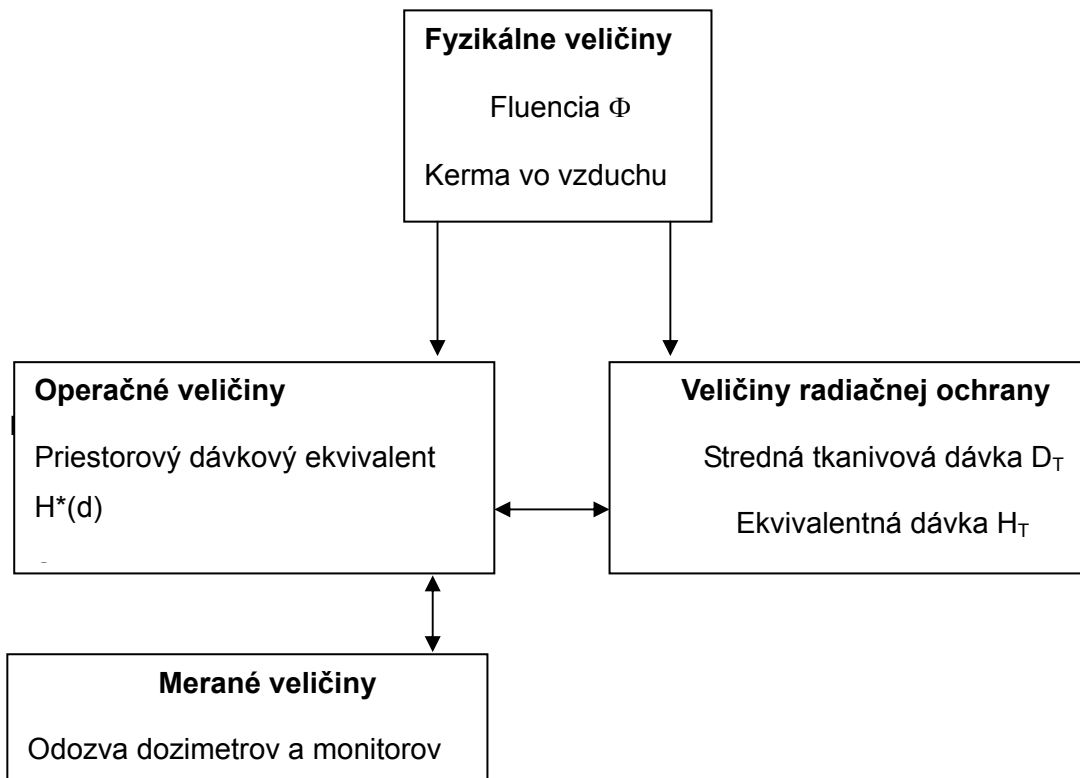 Fyzikálne veličiny
Fluencia Φ
Kerma vo vzduchu
Operačné veličiny
Priestorový dávkový ekvivalent
H*(d)
Veličiny radiačnej ochrany
Stredná tkanivová dávka D_T
Ekvivalentná dávka H_T
Merané veličiny
Odozva dozimetrov a monitorov